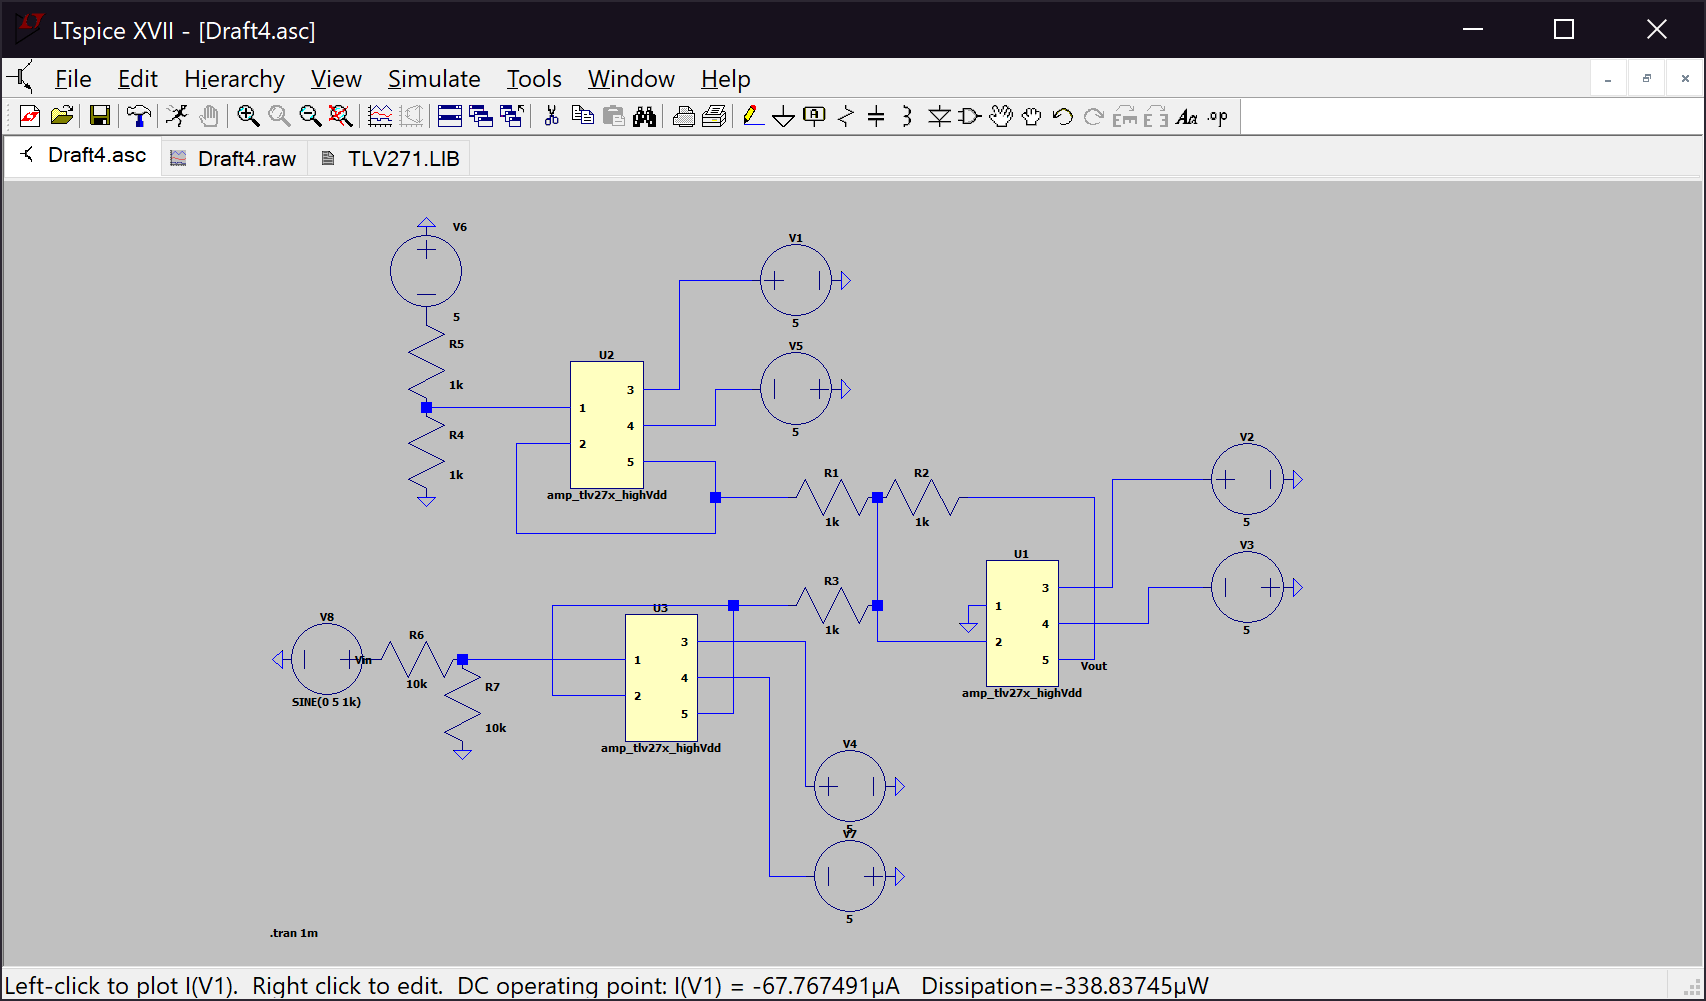 LTspice XVII - [Draft4.asc]
File Edit Hierarchy View Simulate Tools Window Help
Draft4.asc Draft4.raw TLV271.LIB
V6
5
R5
1k
R4
1k
U2
1
2
3
4
5
amp_tlv27x_highVdd
V1
5
V5
5
R1
1k
R2
1k
R3
1k
V2
5
V3
5
U1
1
2
3
4
5
Vout
amp_tlv27x_highVdd
V8
Vin
SINE(0 5 1k)
R6
10k
R7
10k
U3
1
2
3
4
5
amp_tlv27x_highVdd
V4
5
V7
5
.tran 1m
Left-click to plot I(V1). Right click to edit. DC operating point: I(V1) = -67.767491µA Dissipation=-338.83745µW